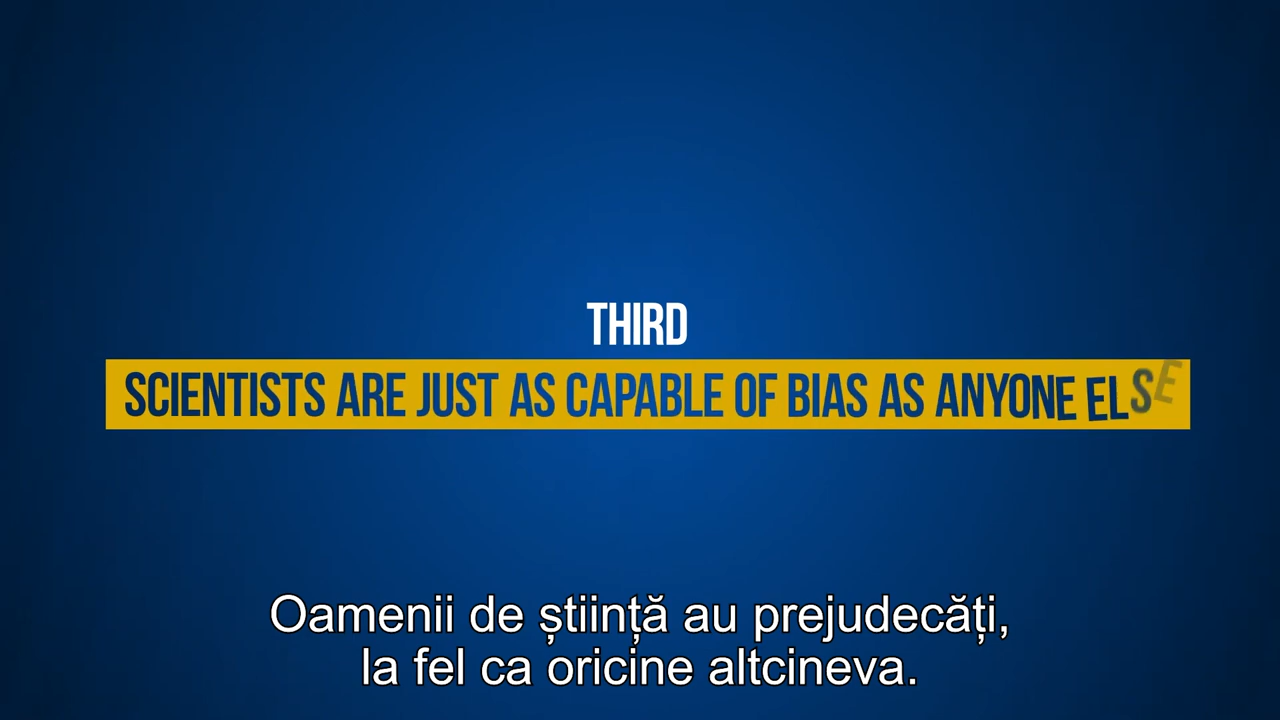 THIRD
SCIENTISTS ARE JUST AS CAPABLE OF BIAS AS ANYONE ELSE
Oamenii de știință au prejudecăți,
la fel ca oricine altcineva.